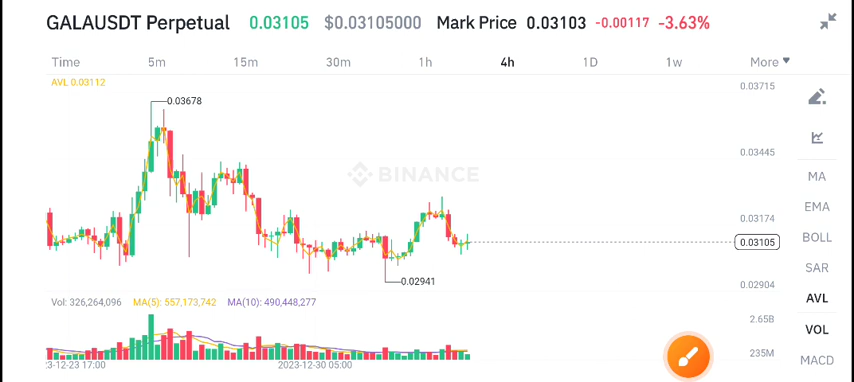 GALAUSDT Perpetual 0.03105 $0.03105000 Mark Price 0.03103 -0.00117 -3.63%
Time 5m 15m 30m 1h 4h 1D 1w More
AVL 0.03112
0.03715
0.03678
0.03445
BINANCE
MA
EMA
0.03174
BOLL
0.03105
SAR
0.02941
0.02904
AVL
Vol: 326,264,096 MA(5): 557,173,742 MA(10): 490,448,277
2.65B
VOL
235M
MACD
3-12-23 17:00 2023-12-30 05:00